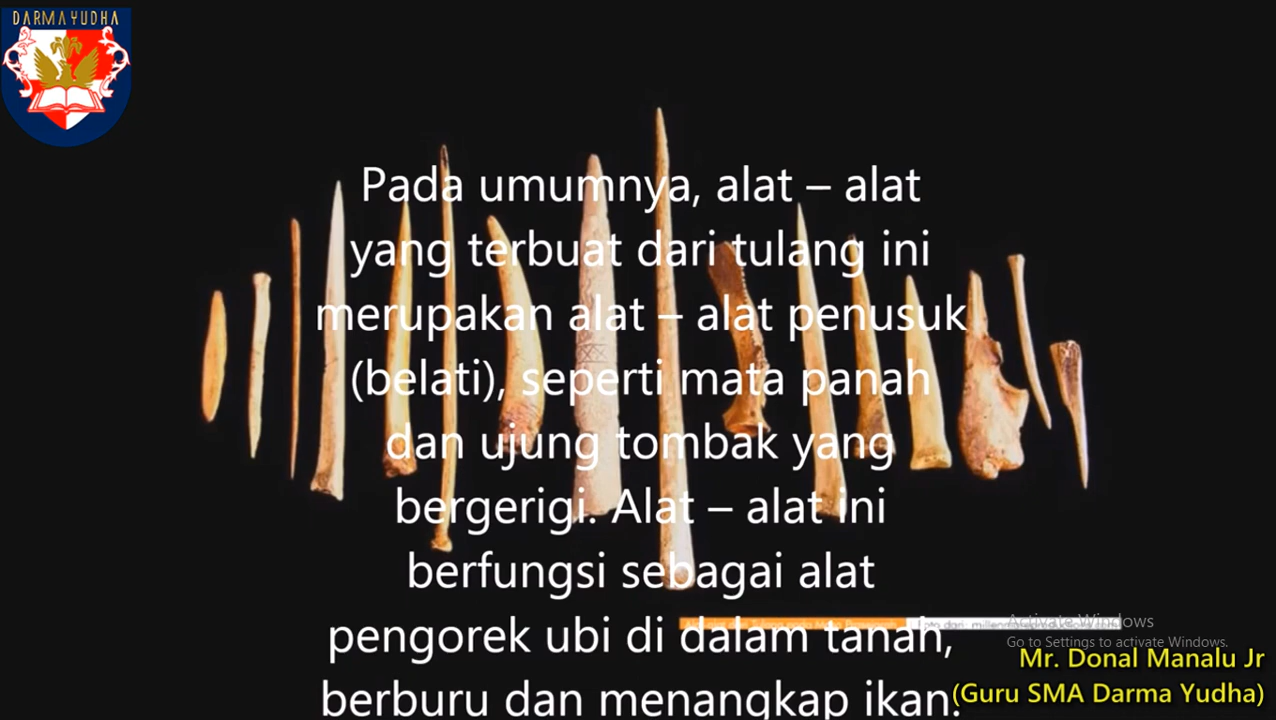 DARMA YUDHA
Pada umumnya, alat – alat
yang terbuat dari tulang ini
merupakan alat – alat penusuk
(belati), seperti mata panah
dan ujung tombak yang
bergerigi. Alat – alat ini
berfungsi sebagai alat
pengorek ubi di dalam tanah,
berburu dan menangkap ikan.
Activate Windows
Go to Settings to activate Windows.
Mr. Donal Manalu Jr
(Guru SMA Darma Yudha)